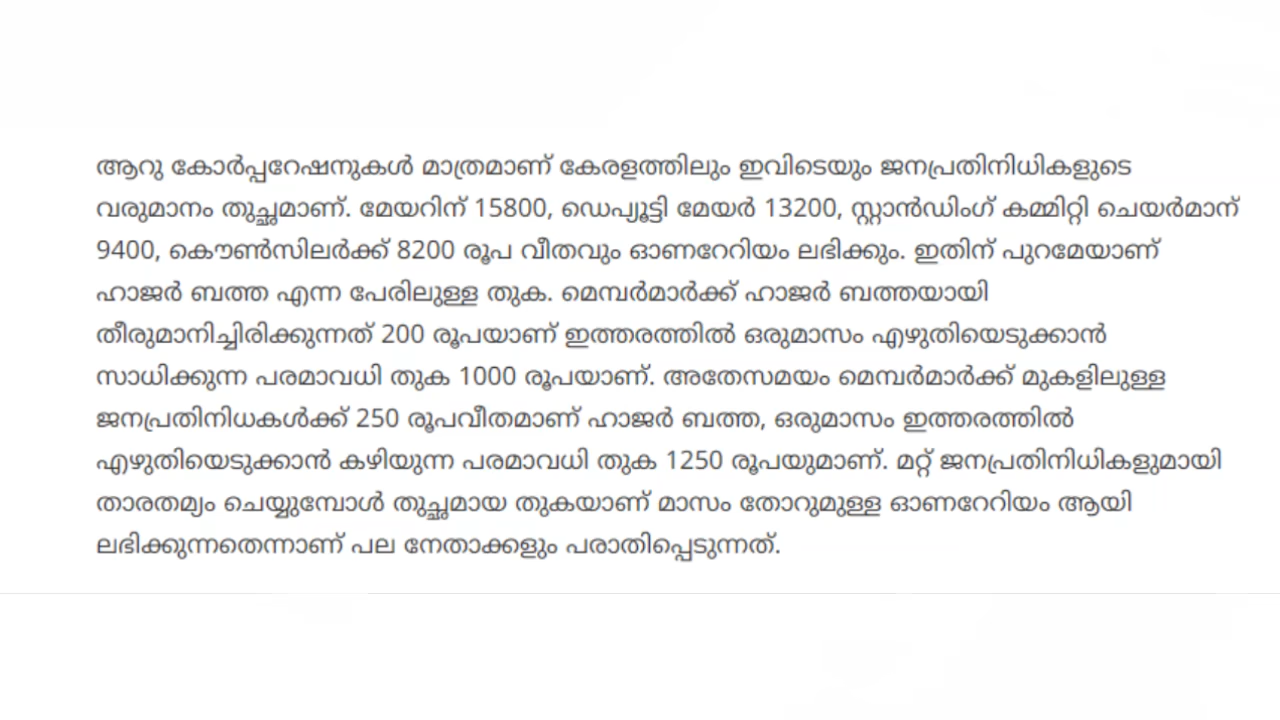 ആറു കോർപ്പറേഷനുകൾ മാത്രമാണ് കേരളത്തിലും ഇവിടെയും ജനപ്രതിനിധികളുടെ
വരുമാനം തുച്ഛമാണ്. മേയറിന് 15800, ഡെപ്യൂട്ടി മേയർ 13200, സ്റ്റാൻഡിംഗ് കമ്മിറ്റി ചെയർമാന്
9400, കൌൺസിലർക്ക് 8200 രൂപ വീതവും ഓണറേറിയം ലഭിക്കും. ഇതിന് പുറമേയാണ്
ഹാജർ ബത്ത എന്ന പേരിലുള്ള തുക. മെമ്പർമാർക്ക് ഹാജർ ബത്തയായി
തീരുമാനിച്ചിരിക്കുന്നത് 200 രൂപയാണ് ഇത്തരത്തിൽ ഒരുമാസം എഴുതിയെടുക്കാൻ
സാധിക്കുന്ന പരമാവധി തുക 1000 രൂപയാണ്. അതേസമയം മെമ്പർമാർക്ക് മുകളിലുള്ള
ജനപ്രതിനിധകൾക്ക് 250 രൂപവീതമാണ് ഹാജർ ബത്ത, ഒരുമാസം ഇത്തരത്തിൽ
എഴുതിയെടുക്കാൻ കഴിയുന്ന പരമാവധി തുക 1250 രൂപയുമാണ്. മറ്റ് ജനപ്രതിനിധികളുമായി
താരതമ്യം ചെയ്യുമ്പോൾ തുച്ഛമായ തുകയാണ് മാസം തോറുമുള്ള ഓണറേറിയം ആയി
ലഭിക്കുന്നതെന്നാണ് പല നേതാക്കളും പരാതിപ്പെടുന്നത്.